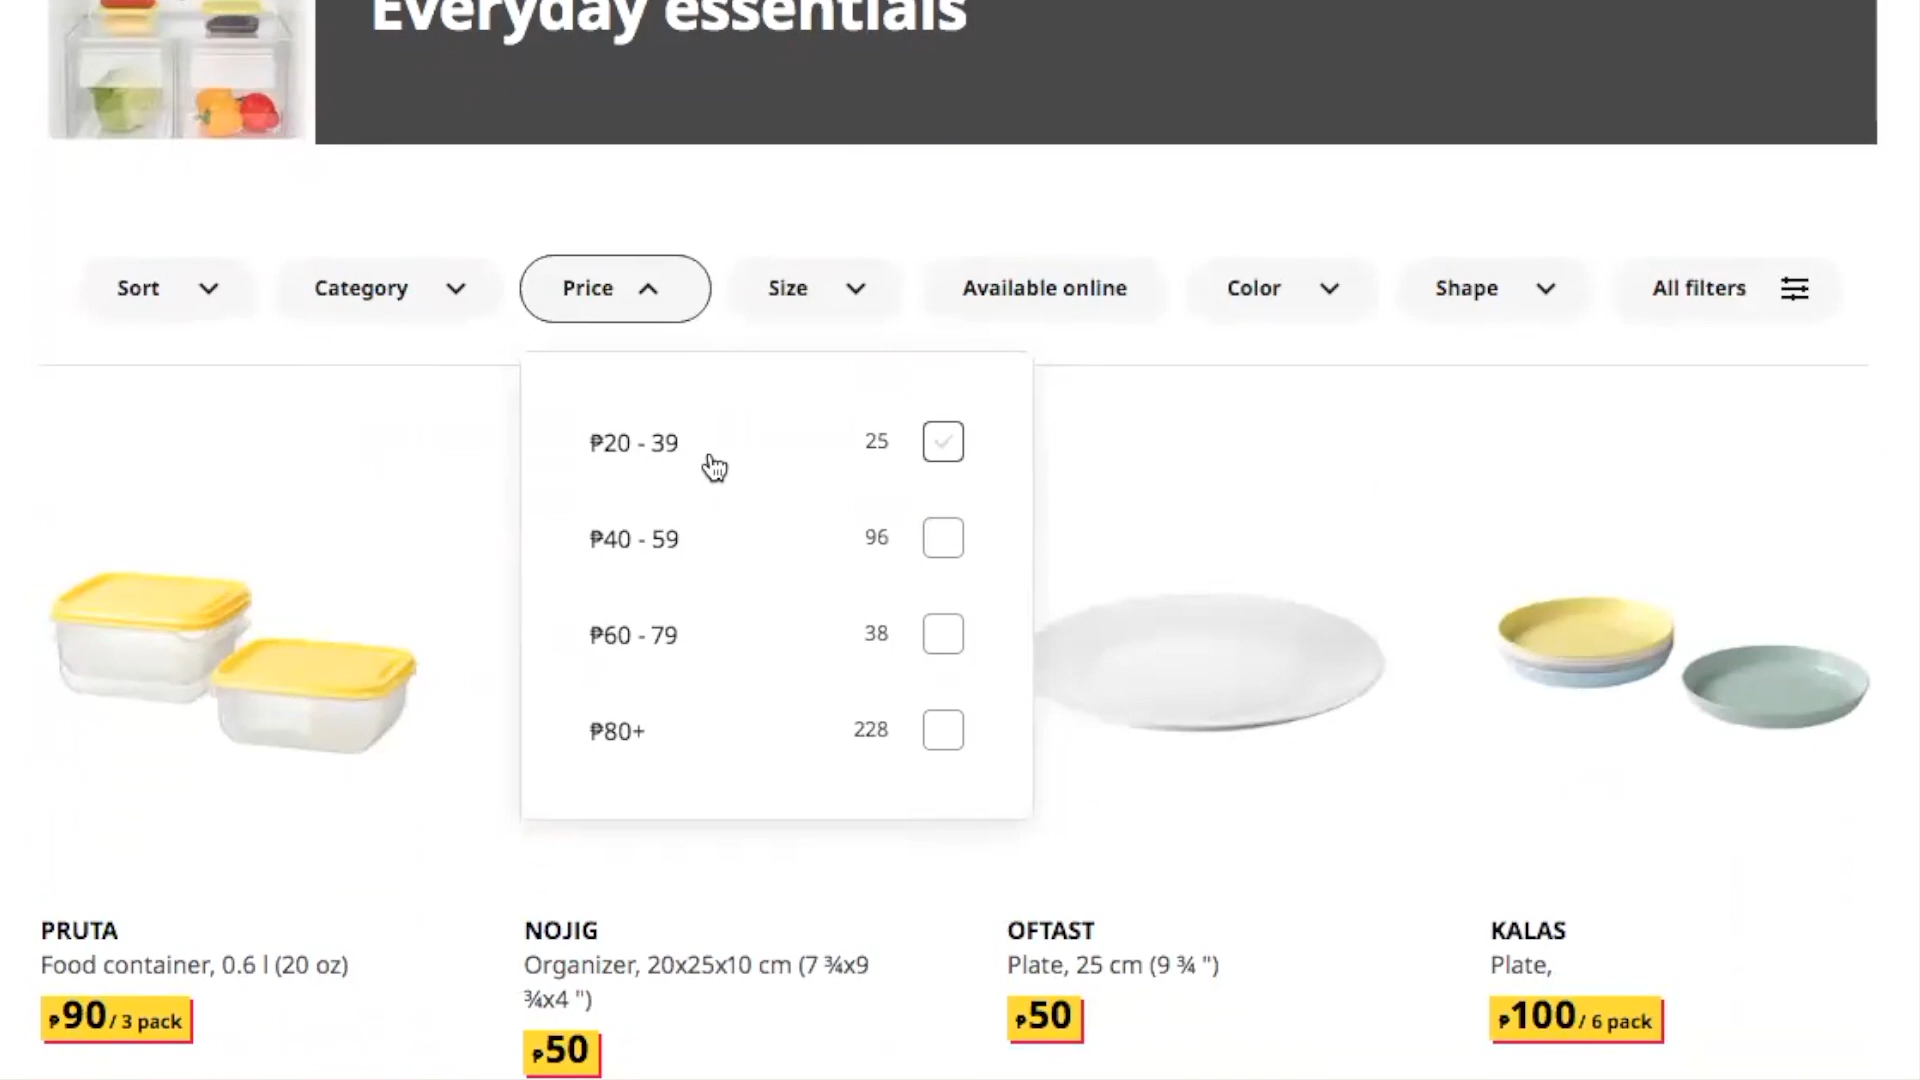 Everyday essentials
Sort
Category
Price
Size
Available online
Color
Shape
All filters
₱20 - 39 25
₱40 - 59 96
₱60 - 79 38
₱80+ 228
PRUTA
Food container, 0.6 l (20 oz)
₱90/ 3 pack
NOJIG
Organizer, 20x25x10 cm (7 ¾x9
¾x4 ")
₱50
OFTAST
Plate, 25 cm (9 ¾ ")
₱50
KALAS
Plate,
₱100/ 6 pack